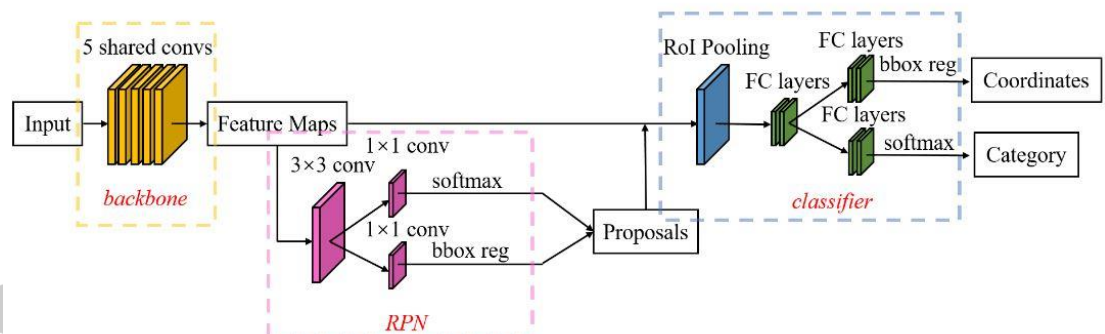 5 shared convs
Input
Feature Maps
backbone
3×3 conv
1×1 conv
softmax
1×1 conv
bbox reg
RPN
Proposals
RoI Pooling
FC layers
FC layers
bbox reg
FC layers
softmax
classifier
Coordinates
Category